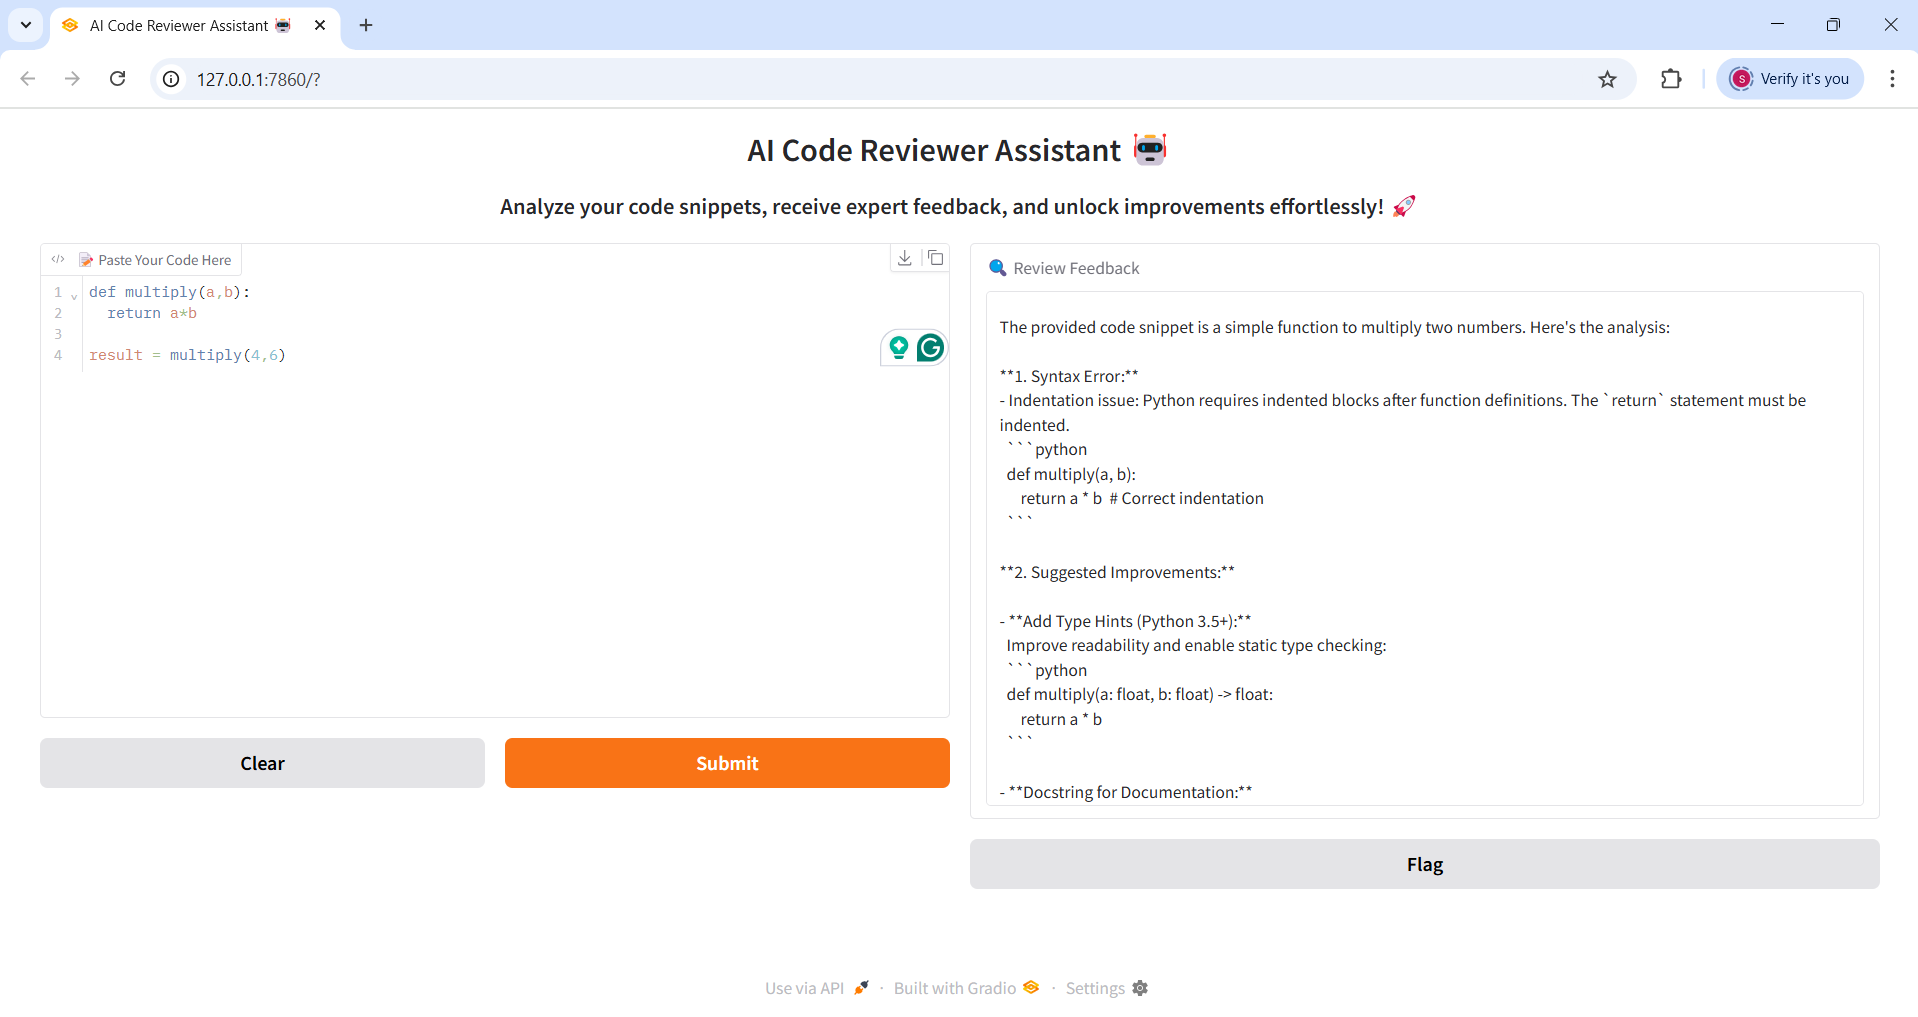 AI Code Reviewer Assistant 🤖
127.0.0.1:7860/?
S
Verify it's you
AI Code Reviewer Assistant 🤖
Analyze your code snippets, receive expert feedback, and unlock improvements effortlessly! 🚀
</> 📝 Paste Your Code Here
1 def multiply(a,b):
2   return a*b
3
4 result = multiply(4,6)
G
Clear
Submit
🔍 Review Feedback
The provided code snippet is a simple function to multiply two numbers. Here's the analysis:
**1. Syntax Error:**
- Indentation issue: Python requires indented blocks after function definitions. The `return` statement must be
indented.
  ```python
  def multiply(a, b):
      return a * b  # Correct indentation
  ```
**2. Suggested Improvements:**
- **Add Type Hints (Python 3.5+):**
  Improve readability and enable static type checking:
  ```python
  def multiply(a: float, b: float) -> float:
      return a * b
  ```
- **Docstring for Documentation:**
Flag
Use via API 🚀 · Built with Gradio · Settings ⚙️